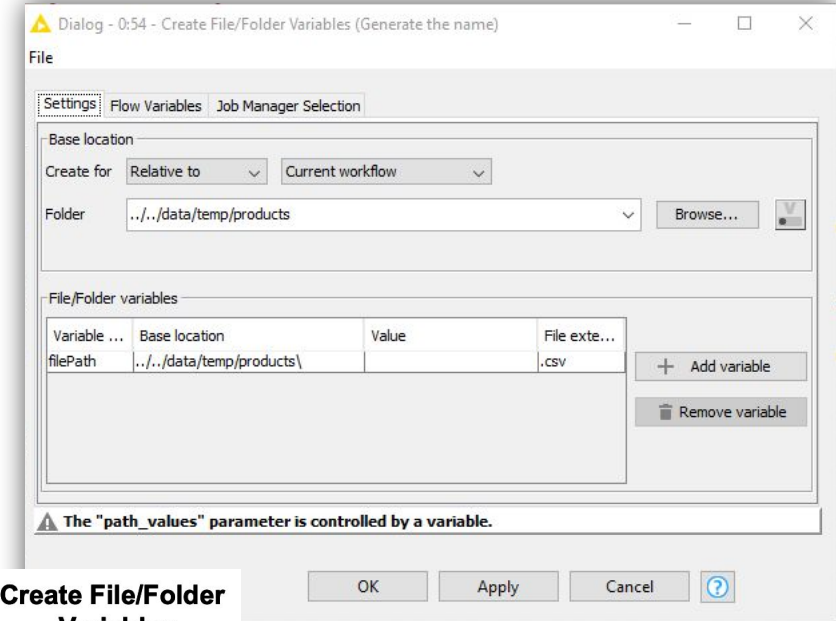 Dialog - 0:54 - Create File/Folder Variables (Generate the name)
File
Settings Flow Variables Job Manager Selection
Base location
Create for Relative to Current workflow
Folder ../../data/temp/products Browse... V
File/Folder variables
Variable ... Base location Value File exte...
filePath ../../data/temp/products\ .csv
Add variable
Remove variable
The "path_values" parameter is controlled by a variable.
OK Apply Cancel ?
Create File/Folder
Variables